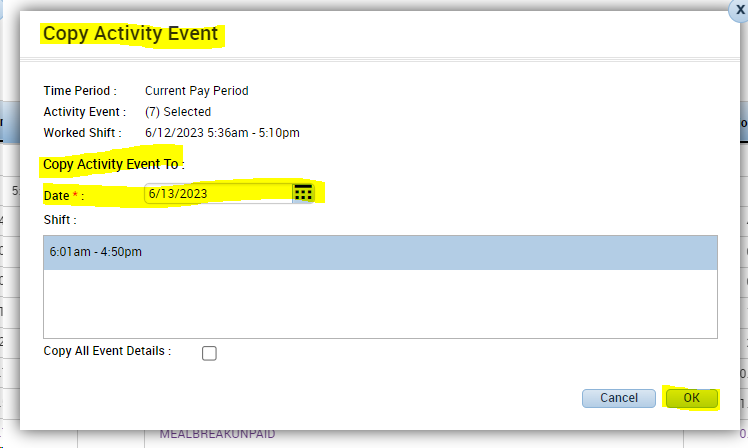 X
Copy Activity Event
Time Period : Current Pay Period
Activity Event : (7) Selected
Worked Shift : 6/12/2023 5:36am - 5:10pm
Copy Activity Event To :
Date * : 6/13/2023
Shift :
6:01am - 4:50pm
Copy All Event Details :
Cancel OK
MEALBREAKUNPAID